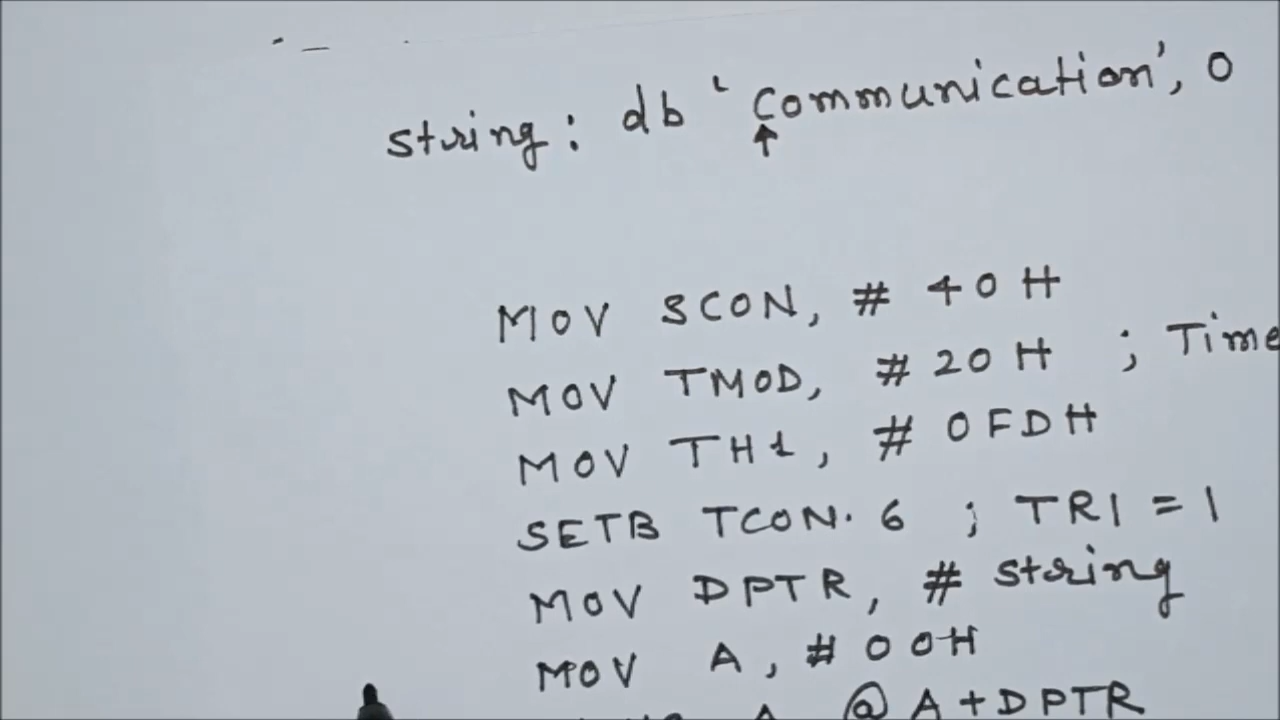 string: db 'Communication', 0
MOV SCON, # 40H
MOV TMOD, # 20H ; Time
MOV TH1, # 0FDH
SETB TCON.6 ; TR1 = 1
MOV DPTR, # string
MOV A, # 00H
A @A+DPTR